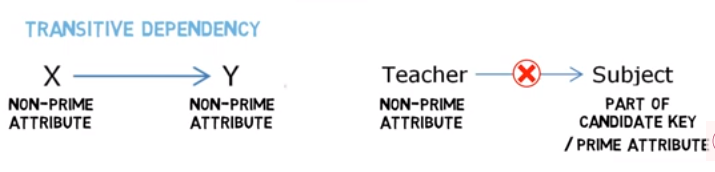 TRANSITIVE DEPENDENCY
X
Y
NON-PRIME
ATTRIBUTE
NON-PRIME
ATTRIBUTE
Teacher
Subject
NON-PRIME
ATTRIBUTE
PART OF
CANDIDATE KEY
/ PRIME ATTRIBUTE